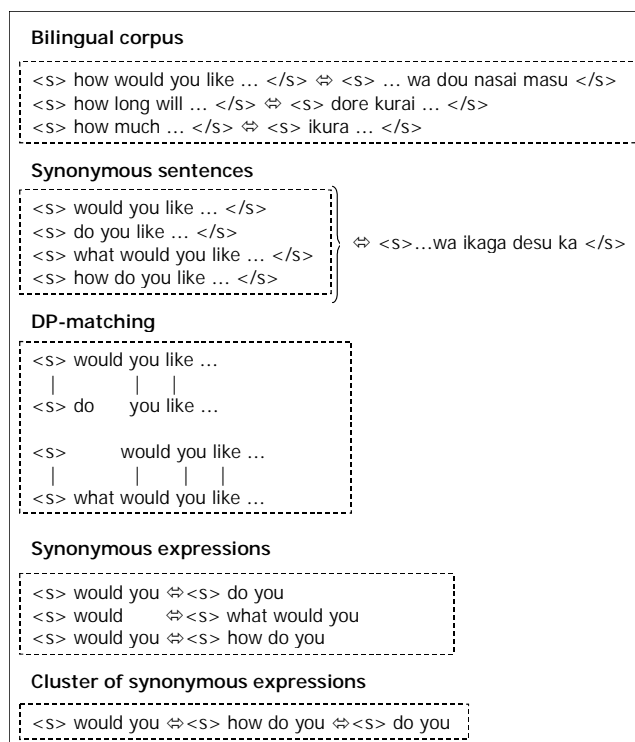 Bilingual corpus
<s> how would you like … </s> ⇔ <s> … wa dou nasai masu </s>
<s> how long will … </s> ⇔ <s> dore kurai … </s>
<s> how much … </s> ⇔ <s> ikura … </s>
Synonymous sentences
<s> would you like … </s>
<s> do you like … </s>
<s> what would you like … </s>
<s> how do you like … </s>
⇔ <s>…wa ikaga desu ka </s>
DP-matching
<s> would you like …
| | |
<s> do you like …
<s> would you like …
| | | |
<s> what would you like …
Synonymous expressions
<s> would you ⇔<s> do you
<s> would ⇔<s> what would you
<s> would you ⇔<s> how do you
Cluster of synonymous expressions
<s> would you ⇔<s> how do you ⇔<s> do you